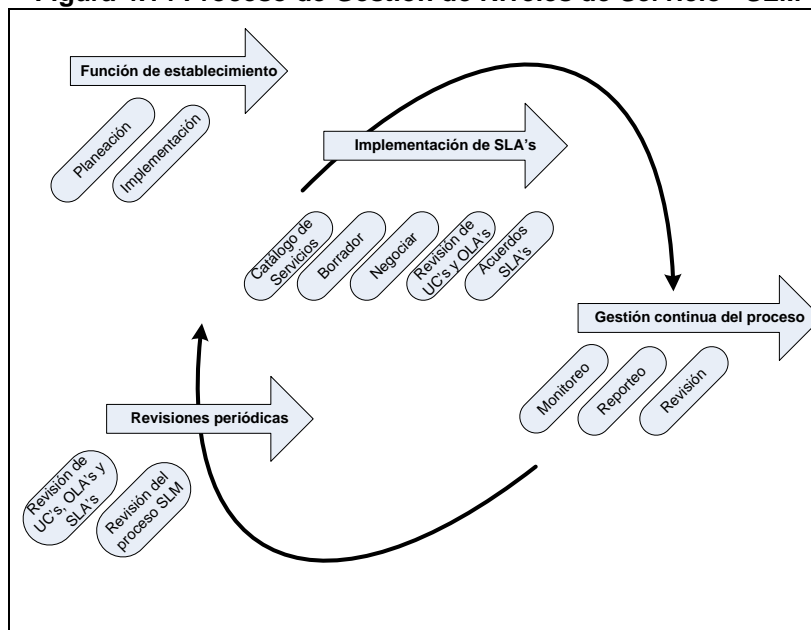 Figura Proceso de Gestión de Niveles de Servicio - SLM
Función de establecimiento
Planeación
Implementación
Implementación de SLA's
Catálogo de
Servicios
Borrador
Negociar
Revisión de
UC's y OLA's
Acuerdos
SLA's
Gestión continua del proceso
Monitoreo
Reporteo
Revisión
Revisiones periódicas
Revisión de
UC's, OLA's y
SLA's
Revisión del
proceso SLM